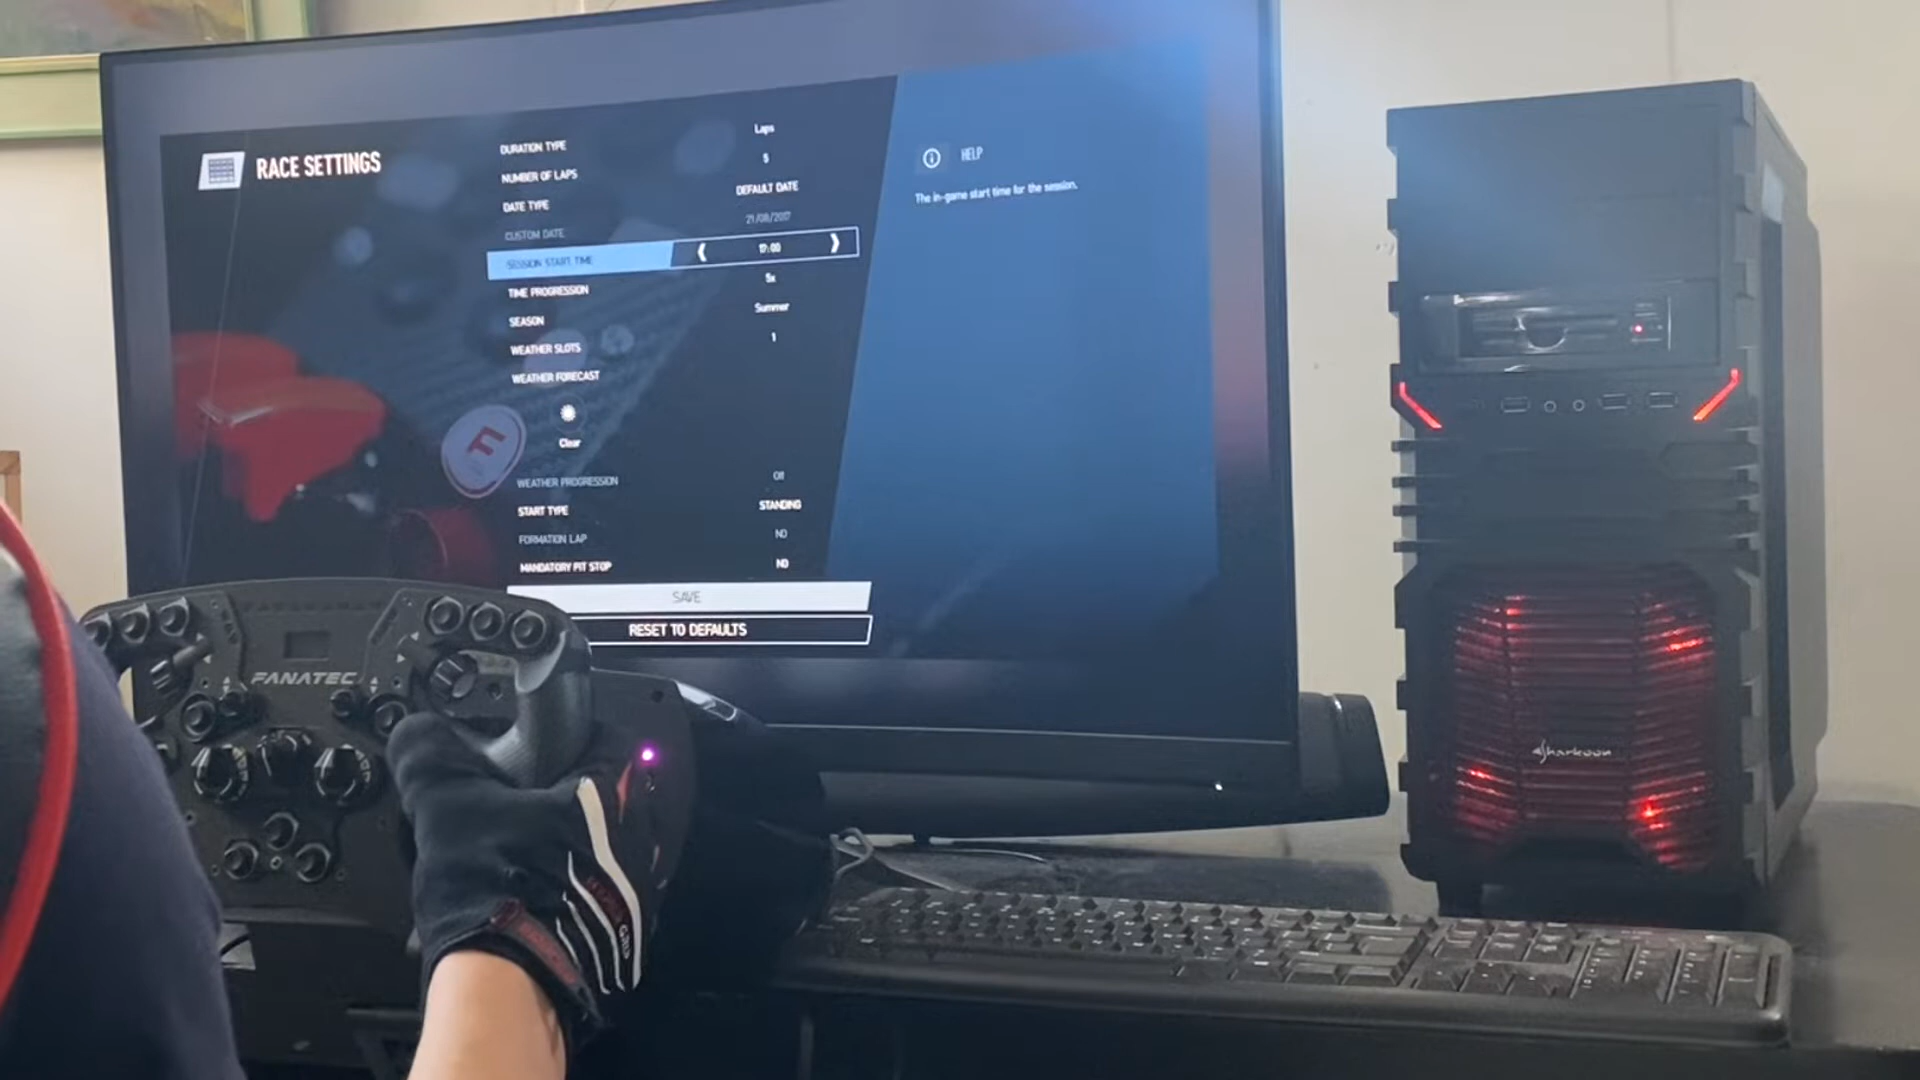 RACE SETTINGS
DURATION TYPE
Laps
NUMBER OF LAPS
5
DATE TYPE
DEFAULT DATE
CUSTOM DATE
21/08/2017
SESSION START TIME
17:00
TIME PROGRESSION
5x
SEASON
Summer
WEATHER SLOTS
1
WEATHER FORECAST
Clear
WEATHER PROGRESSION
Off
START TYPE
STANDING
FORMATION LAP
NO
MANDATORY PIT STOP
NO
SAVE
RESET TO DEFAULTS
HELP
The in-game start time for the session.
F
FANATEC
Sharkoon